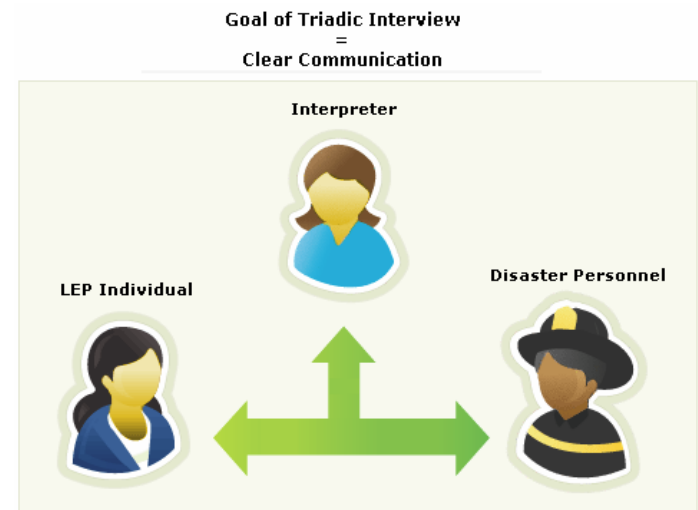 Goal of Triadic Interview
=
Clear Communication
Interpreter
LEP Individual
Disaster Personnel